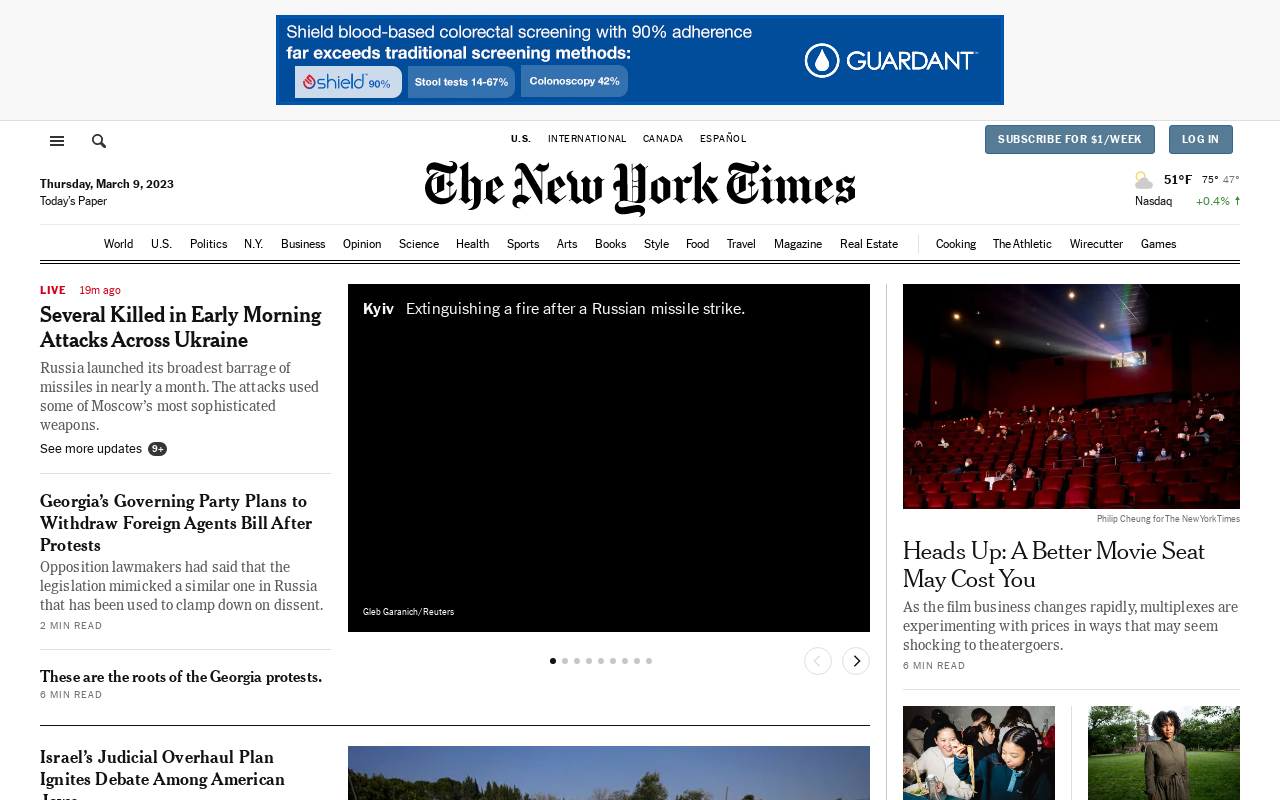 Shield blood-based colorectal screening with 90% adherence
far exceeds traditional screening methods:
shield 90%
Stool tests 14-67%
Colonoscopy 42%
GUARDANT
U.S.
INTERNATIONAL
CANADA
ESPAÑOL
SUBSCRIBE FOR $1/WEEK
LOG IN
Thursday, March 9, 2023
Today's Paper
The New York Times
51°F 75° 47°
Nasdaq +0.4% ↑
World U.S. Politics N.Y. Business Opinion Science Health Sports Arts Books Style Food Travel Magazine Real Estate Cooking The Athletic Wirecutter Games
LIVE 19m ago
Several Killed in Early Morning
Attacks Across Ukraine
Russia launched its broadest barrage of
missiles in nearly a month. The attacks used
some of Moscow's most sophisticated
weapons.
See more updates 9+
Georgia's Governing Party Plans to
Withdraw Foreign Agents Bill After
Protests
Opposition lawmakers had said that the
legislation mimicked a similar one in Russia
that has been used to clamp down on dissent.
2 MIN READ
These are the roots of the Georgia protests.
6 MIN READ
Israel's Judicial Overhaul Plan
Ignites Debate Among American
Kyiv Extinguishing a fire after a Russian missile strike.
Gleb Garanich/Reuters
Philip Cheung for The New York Times
Heads Up: A Better Movie Seat
May Cost You
As the film business changes rapidly, multiplexes are
experimenting with prices in ways that may seem
shocking to theatergoers.
6 MIN READ